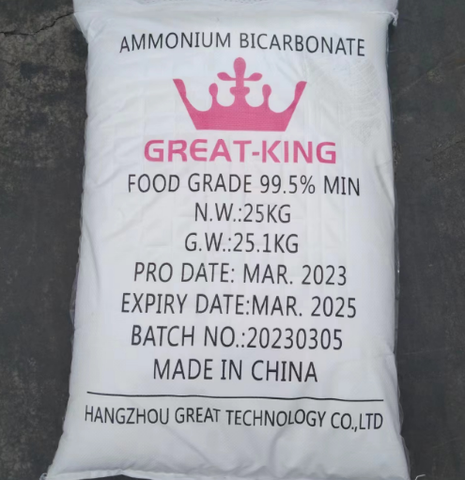 AMMONIUM BICARBONATE
GREAT-KING
FOOD GRADE 99.5% MIN
N.W.:25KG
G.W.:25.1KG
PRO DATE: MAR. 2023
EXPIRY DATE:MAR. 2025
BATCH NO.:20230305
MADE IN CHINA
HANGZHOU GREAT TECHNOLOGY CO.,LTD